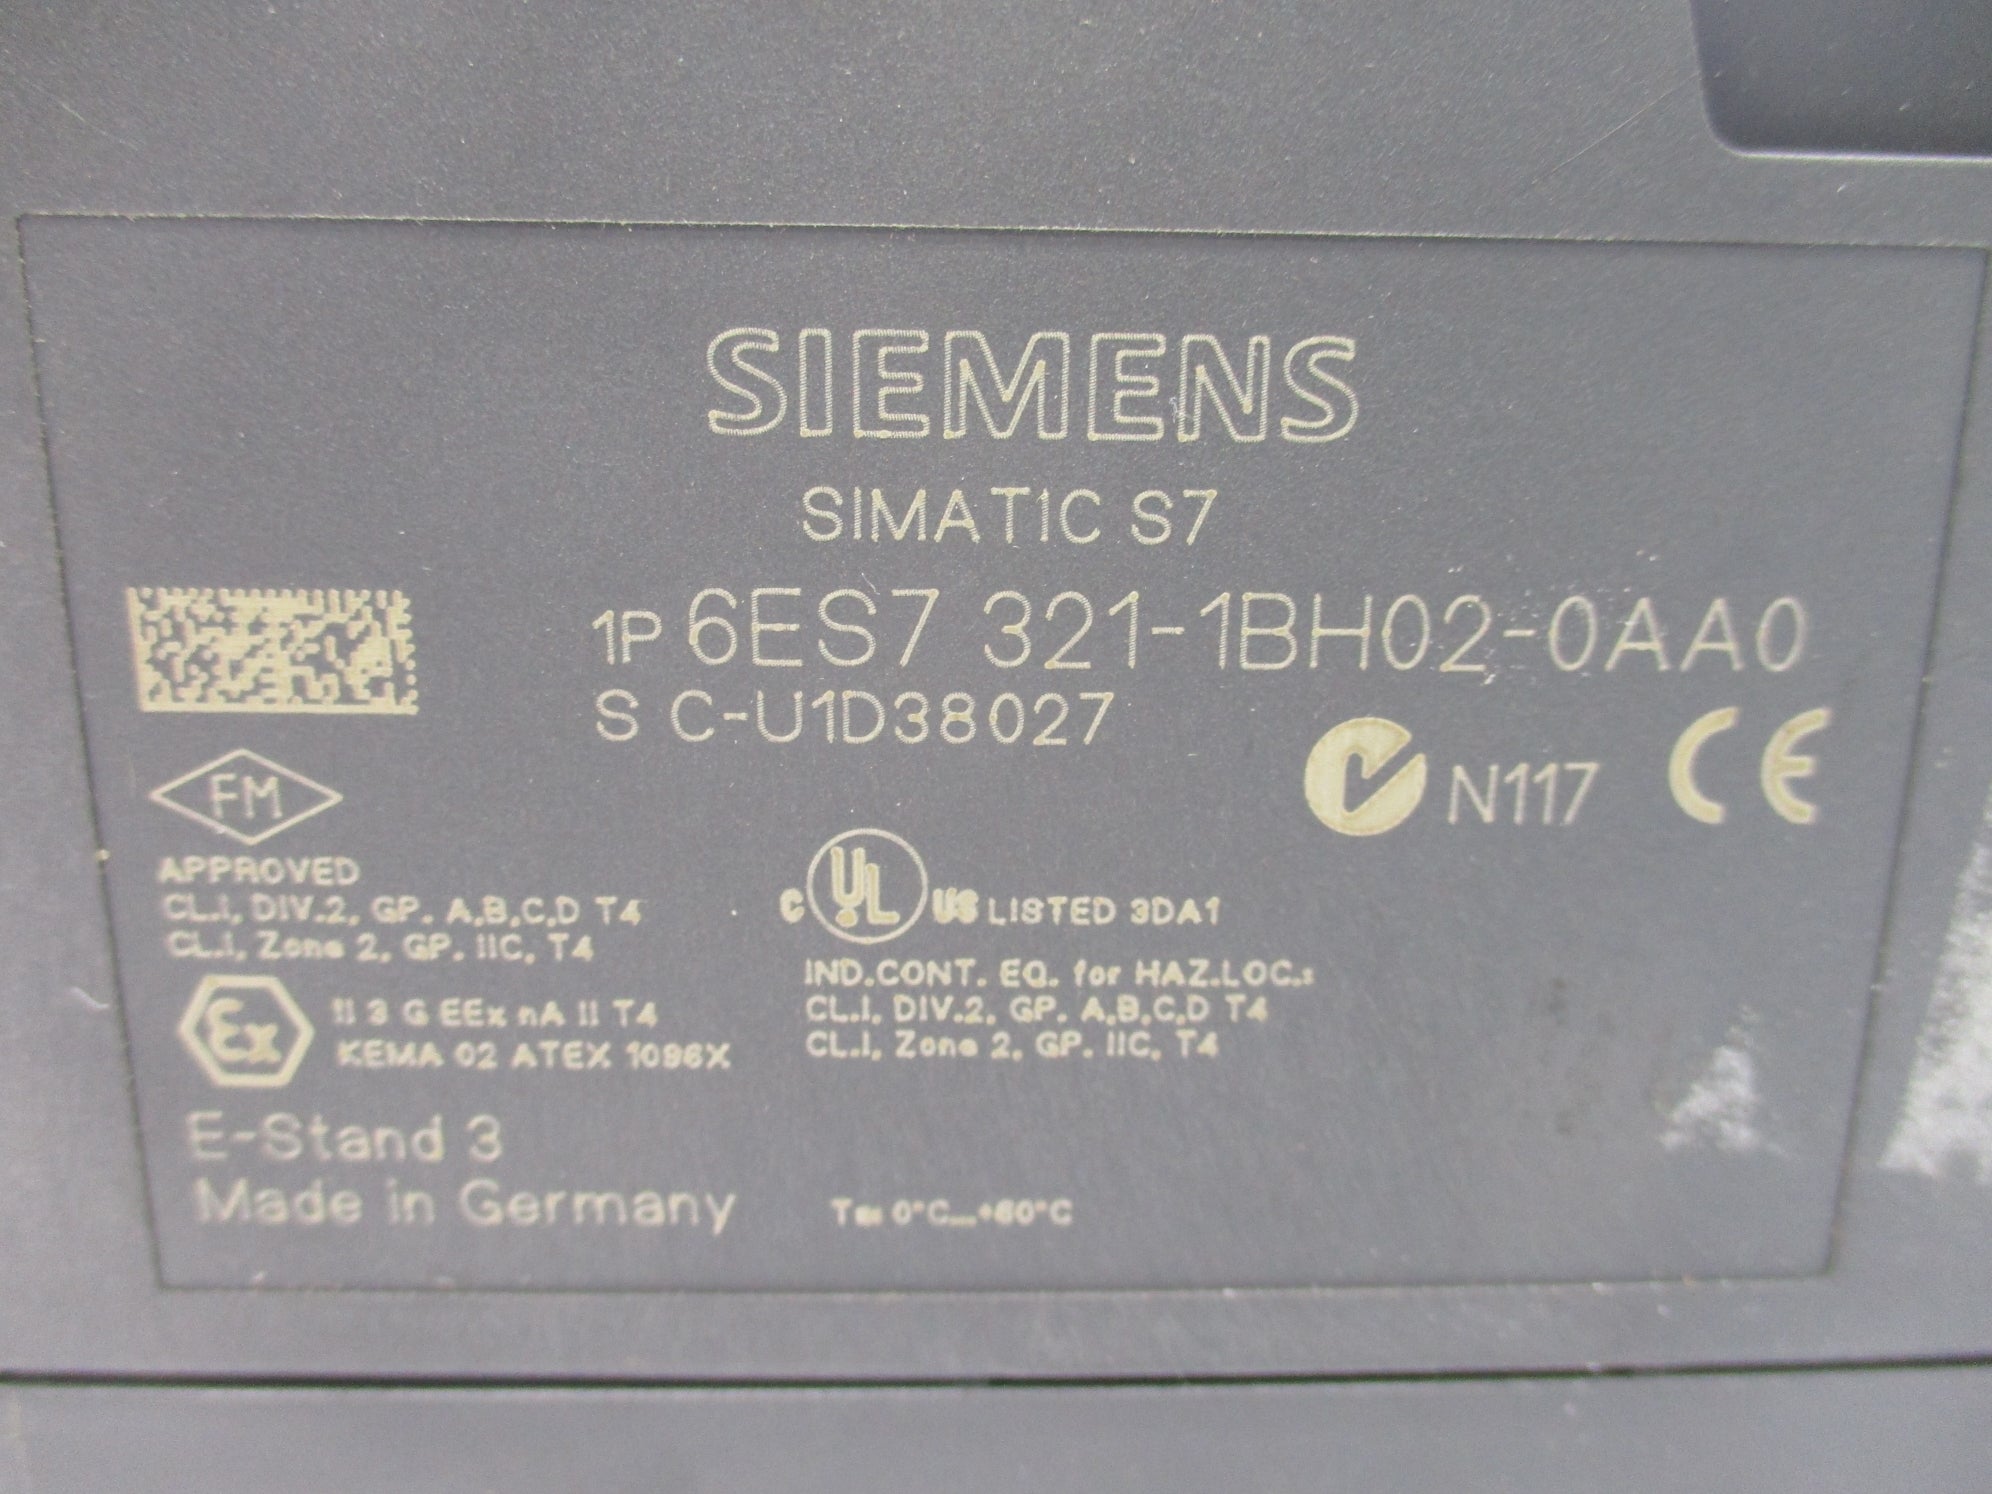 SIEMENS
SIMATIC S7
1P 6ES7 321-1BH02-0AA0
S C-U1D38027
N117 CE
FM
APPROVED
CL.I, DIV.2, GP. A,B,C,D T4
CL.I, Zone 2, GP. IIC, T4
C UL US LISTED 3DA1
IND.CONT. EQ. for HAZ.LOC.:
CL.I, DIV.2, GP. A,B,C,D T4
CL.I, Zone 2, GP. IIC, T4
Ex II 3 G EEx nA II T4
KEMA 02 ATEX 1096X
E-Stand 3
Made in Germany
Ta: 0°C...+60°C